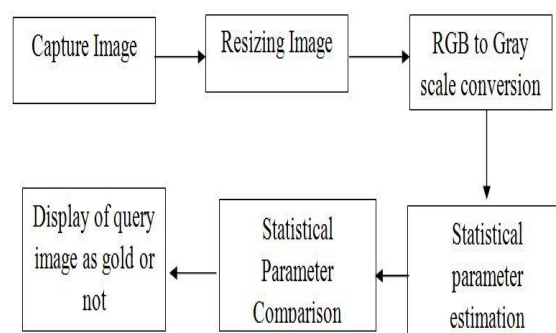 Capture Image
Resizing Image
RGB to Gray
scale conversion
Statistical
parameter
estimation
Statistical
Parameter
Comparison
Display of query
image as gold or
not